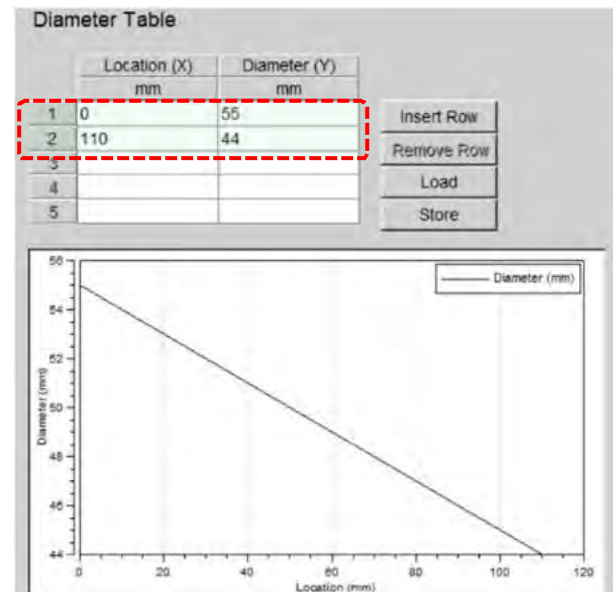 Diameter Table
Location (X) Diameter (Y)
mm mm
1 0 55
2 110 44
3
4
5
Insert Row
Remove Row
Load
Store
56
54
52
50
48
46
44
Diameter (mm)
Diameter (mm)
0 20 40 60 80 100 120
Location (mm)